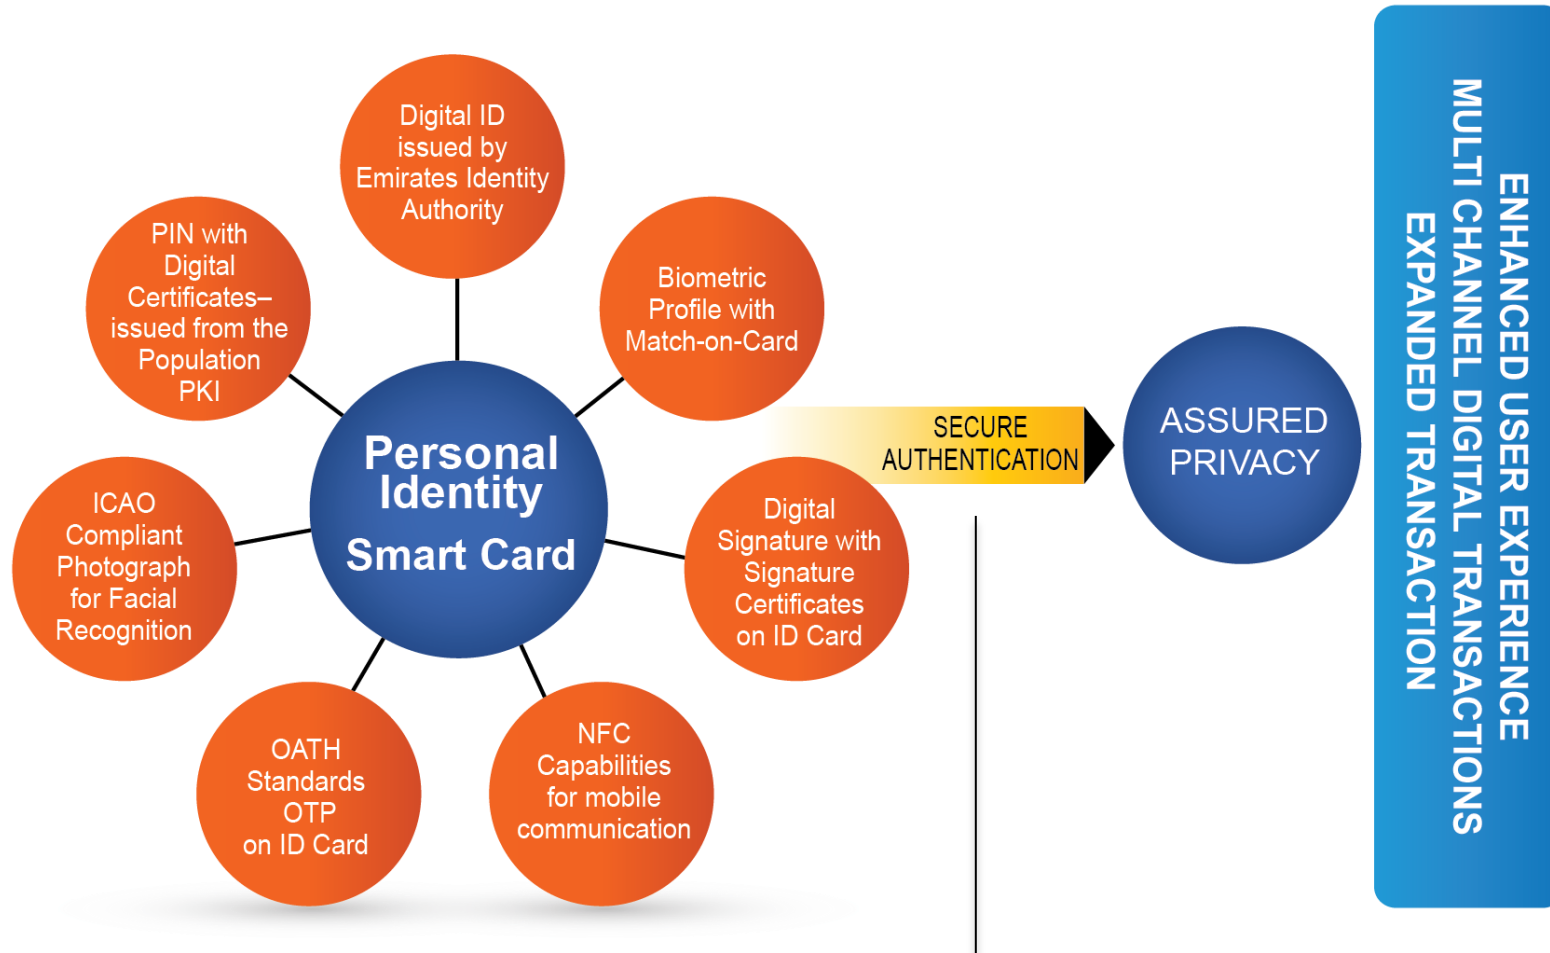 Digital ID
issued by
Emirates Identity
Authority
PIN with
Digital
Certificates–
issued from the
Population
PKI
Biometric
Profile with
Match-on-Card
Personal
Identity
Smart Card
SECURE
AUTHENTICATION
ASSURED
PRIVACY
ICAO
Compliant
Photograph
for Facial
Recognition
Digital
Signature with
Signature
Certificates
on ID Card
OATH
Standards
OTP
on ID Card
NFC
Capabilities
for mobile
communication
ENHANCED USER EXPERIENCE
MULTI CHANNEL DIGITAL TRANSACTIONS
EXPANDED TRANSACTION